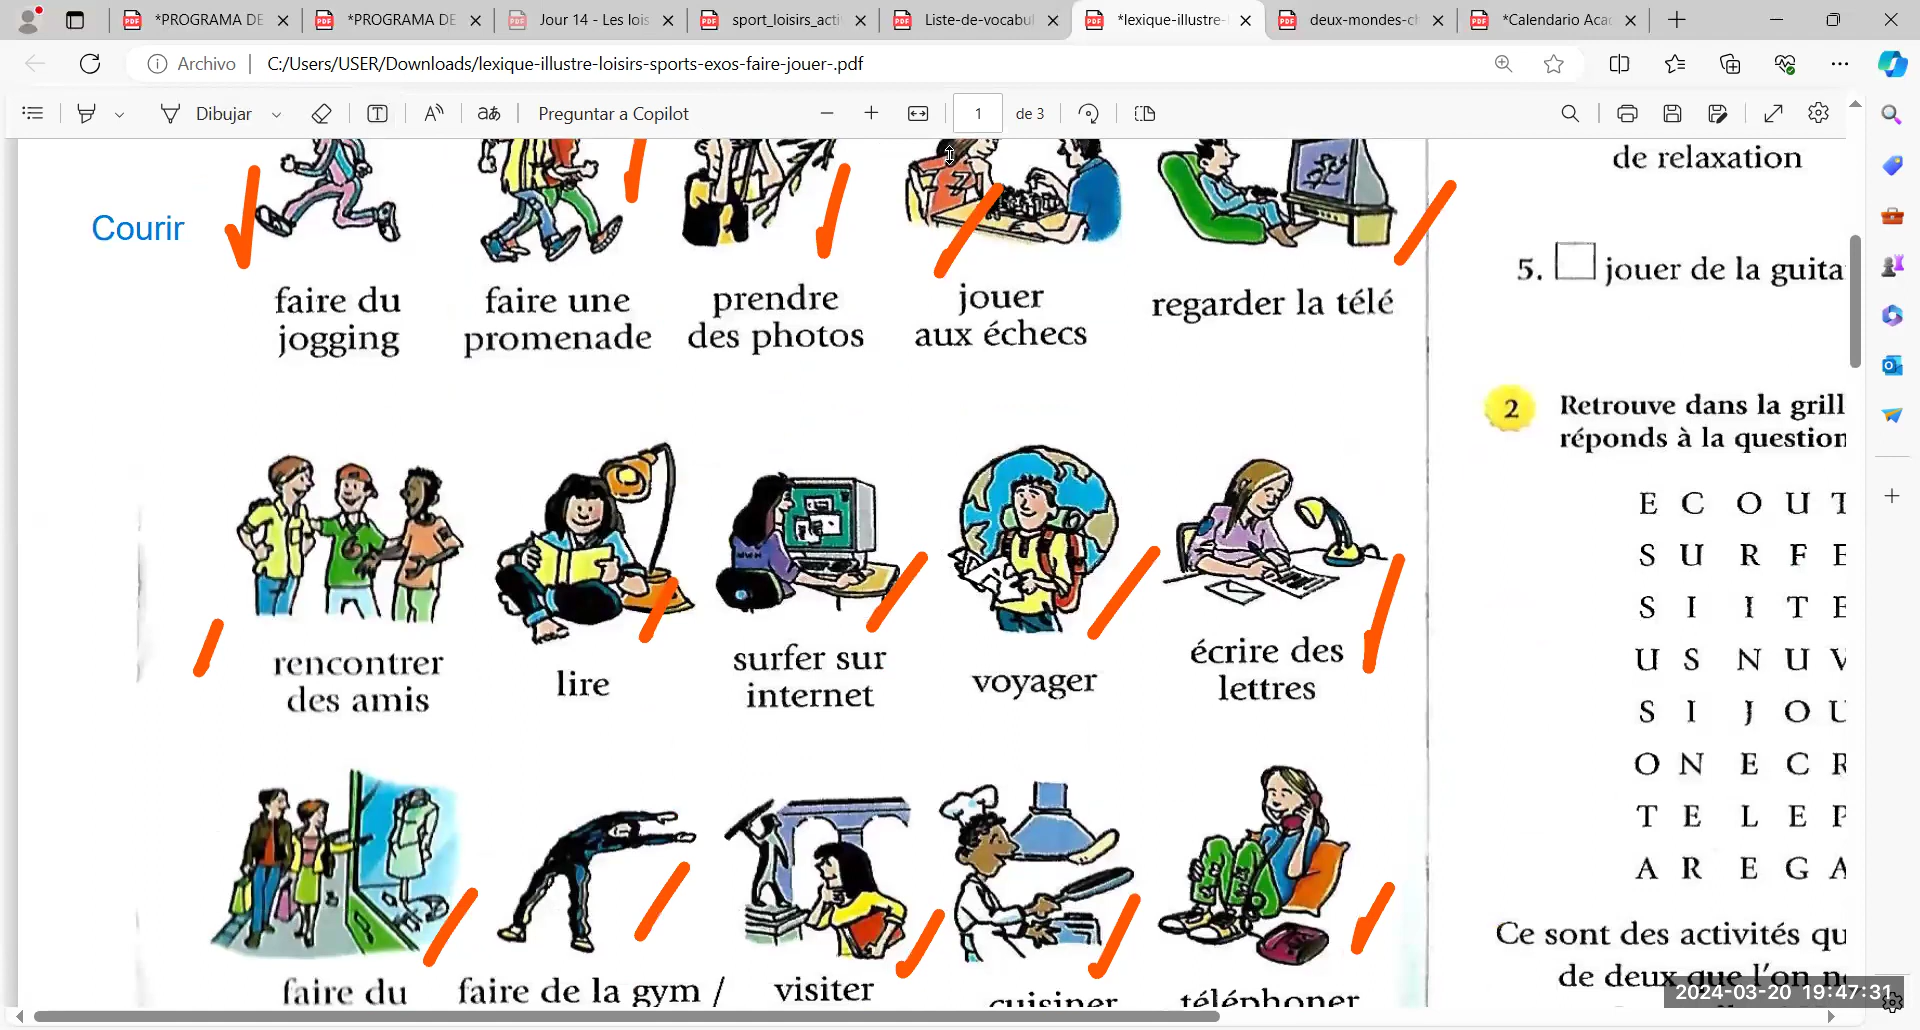 *PROGRAMA DE
*PROGRAMA DE
Jour 14 - Les lois
sport_loisirs_acti
Liste-de-vocabul
*lexique-illustre-
deux-mondes-ch
*Calendario Aca
Archivo
C:/Users/USER/Downloads/lexique-illustre-loisirs-sports-exos-faire-jouer-.pdf
Dibujar
Preguntar a Copilot
1
de 3
Courir
faire du
jogging
faire une
promenade
prendre
des photos
jouer
aux échecs
regarder la télé
rencontrer
des amis
lire
surfer sur
internet
voyager
écrire des
lettres
faire du
faire de la gym /
visiter
cuisiner
téléphoner
de relaxation
5. jouer de la guita
2 Retrouve dans la grill
réponds à la question
E C O U T
S U R F E
S I I T E
U S N U V
S I J O U
O N E C R
T E L E P
A R E G A
Ce sont des activités qu
de deux que l'on n
2024-03-20 19:47:31